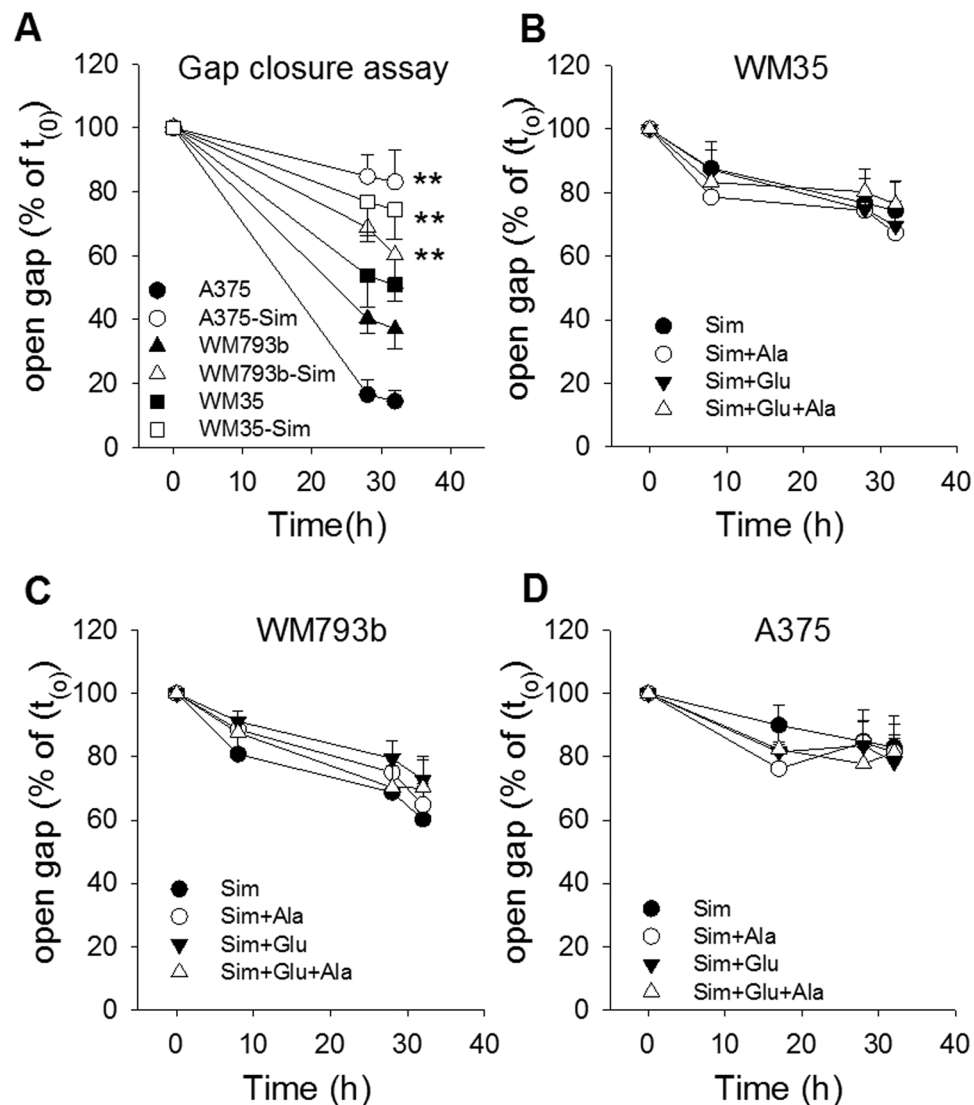 A
Gap closure assay
open gap (% of t(0))
120
100
80
60
40
20
0
**
**
**
A375
A375-Sim
WM793b
WM793b-Sim
WM35
WM35-Sim
0 10 20 30 40
Time(h)
B
WM35
open gap (% of (t(o))
120
100
80
60
40
20
0
Sim
Sim+Ala
Sim+Glu
Sim+Glu+Ala
0 10 20 30 40
Time (h)
C
WM793b
open gap (% of (t(o))
120
100
80
60
40
20
0
Sim
Sim+Ala
Sim+Glu
Sim+Glu+Ala
0 10 20 30 40
Time (h)
D
A375
open gap (% of (t(o))
120
100
80
60
40
20
0
Sim
Sim+Ala
Sim+Glu
Sim+Glu+Ala
0 10 20 30 40
Time (h)